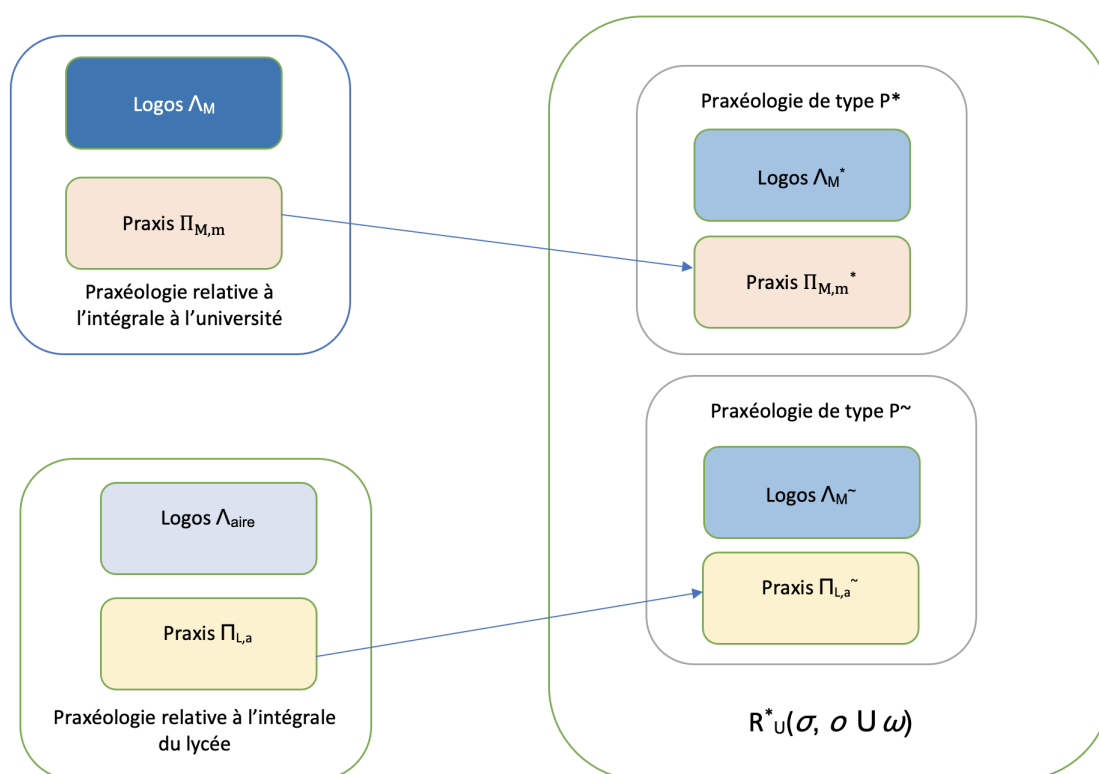 Logos Λ_M
Praxis Π_M,m
Praxéologie relative à
l'intégrale à l'université
Logos Λ_aire
Praxis Π_L,a
Praxéologie relative à l'intégrale
du lycée
Praxéologie de type P*
Logos Λ_M*
Praxis Π_M,m*
Praxéologie de type P~
Logos Λ_M~
Praxis Π_L,a~
R*_U(σ, o U ω)